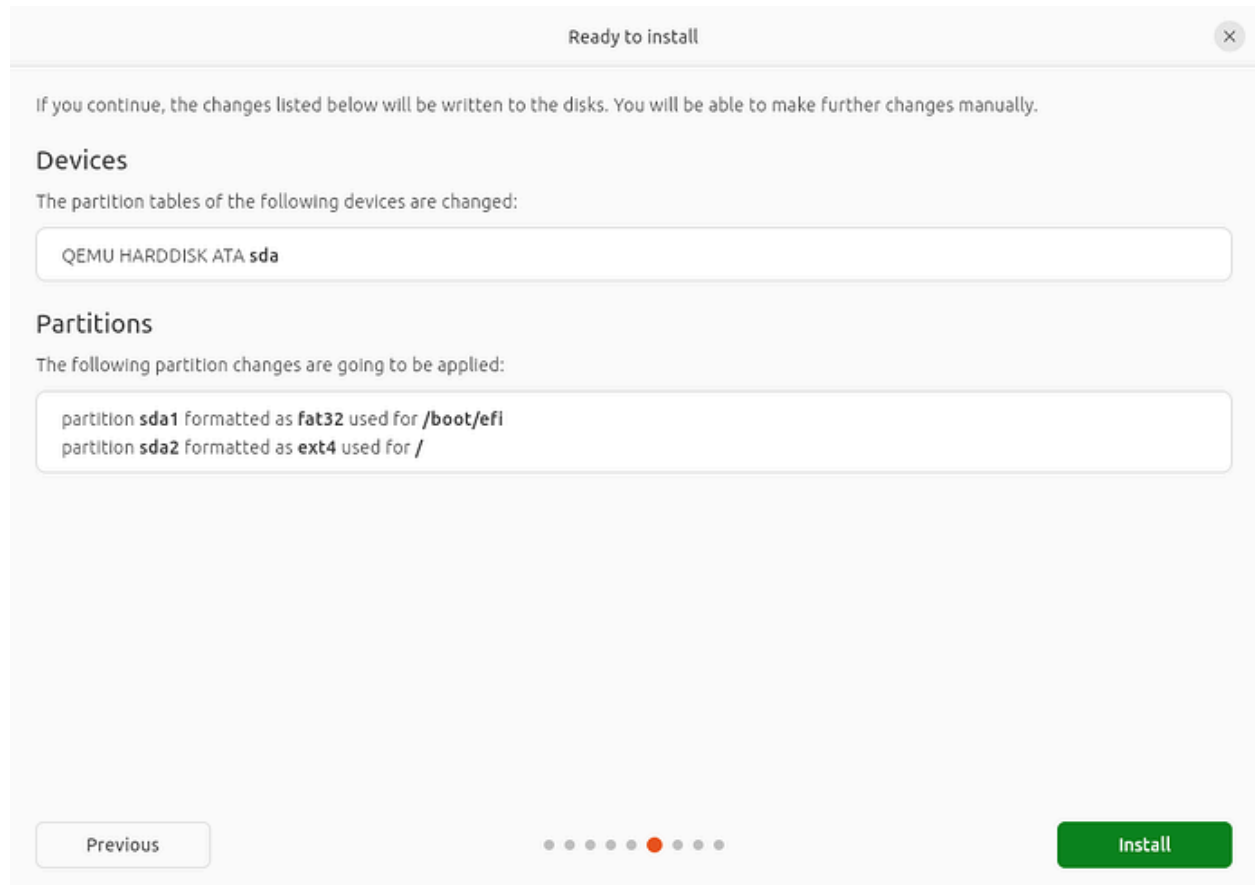 Ready to install
If you continue, the changes listed below will be written to the disks. You will be able to make further changes manually.
Devices
The partition tables of the following devices are changed:
QEMU HARDDISK ATA sda
Partitions
The following partition changes are going to be applied:
partition sda1 formatted as fat32 used for /boot/efi
partition sda2 formatted as ext4 used for /
Previous
Install